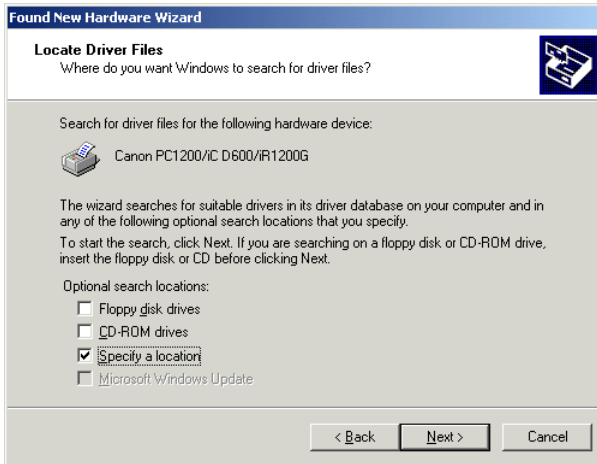 Found New Hardware Wizard
Locate Driver Files
Where do you want Windows to search for driver files?
Search for driver files for the following hardware device:
Canon PC1200/iC D600/iR1200G
The wizard searches for suitable drivers in its driver database on your computer and in
any of the following optional search locations that you specify.
To start the search, click Next. If you are searching on a floppy disk or CD-ROM drive,
insert the floppy disk or CD before clicking Next.
Optional search locations:
Floppy disk drives
CD-ROM drives
Specify a location
Microsoft Windows Update
< Back Next > Cancel